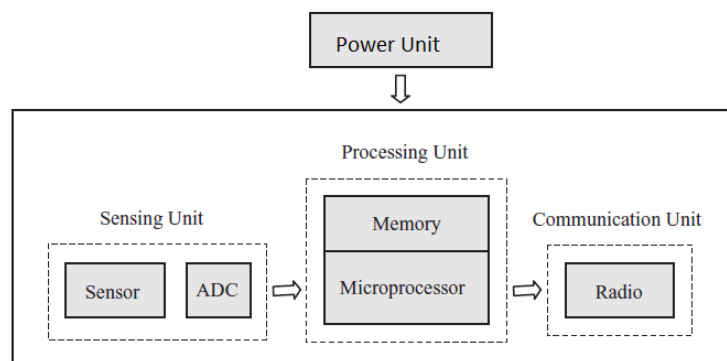 Power Unit
Processing Unit
Sensing Unit
Communication Unit
Memory
Sensor
ADC
Microprocessor
Radio